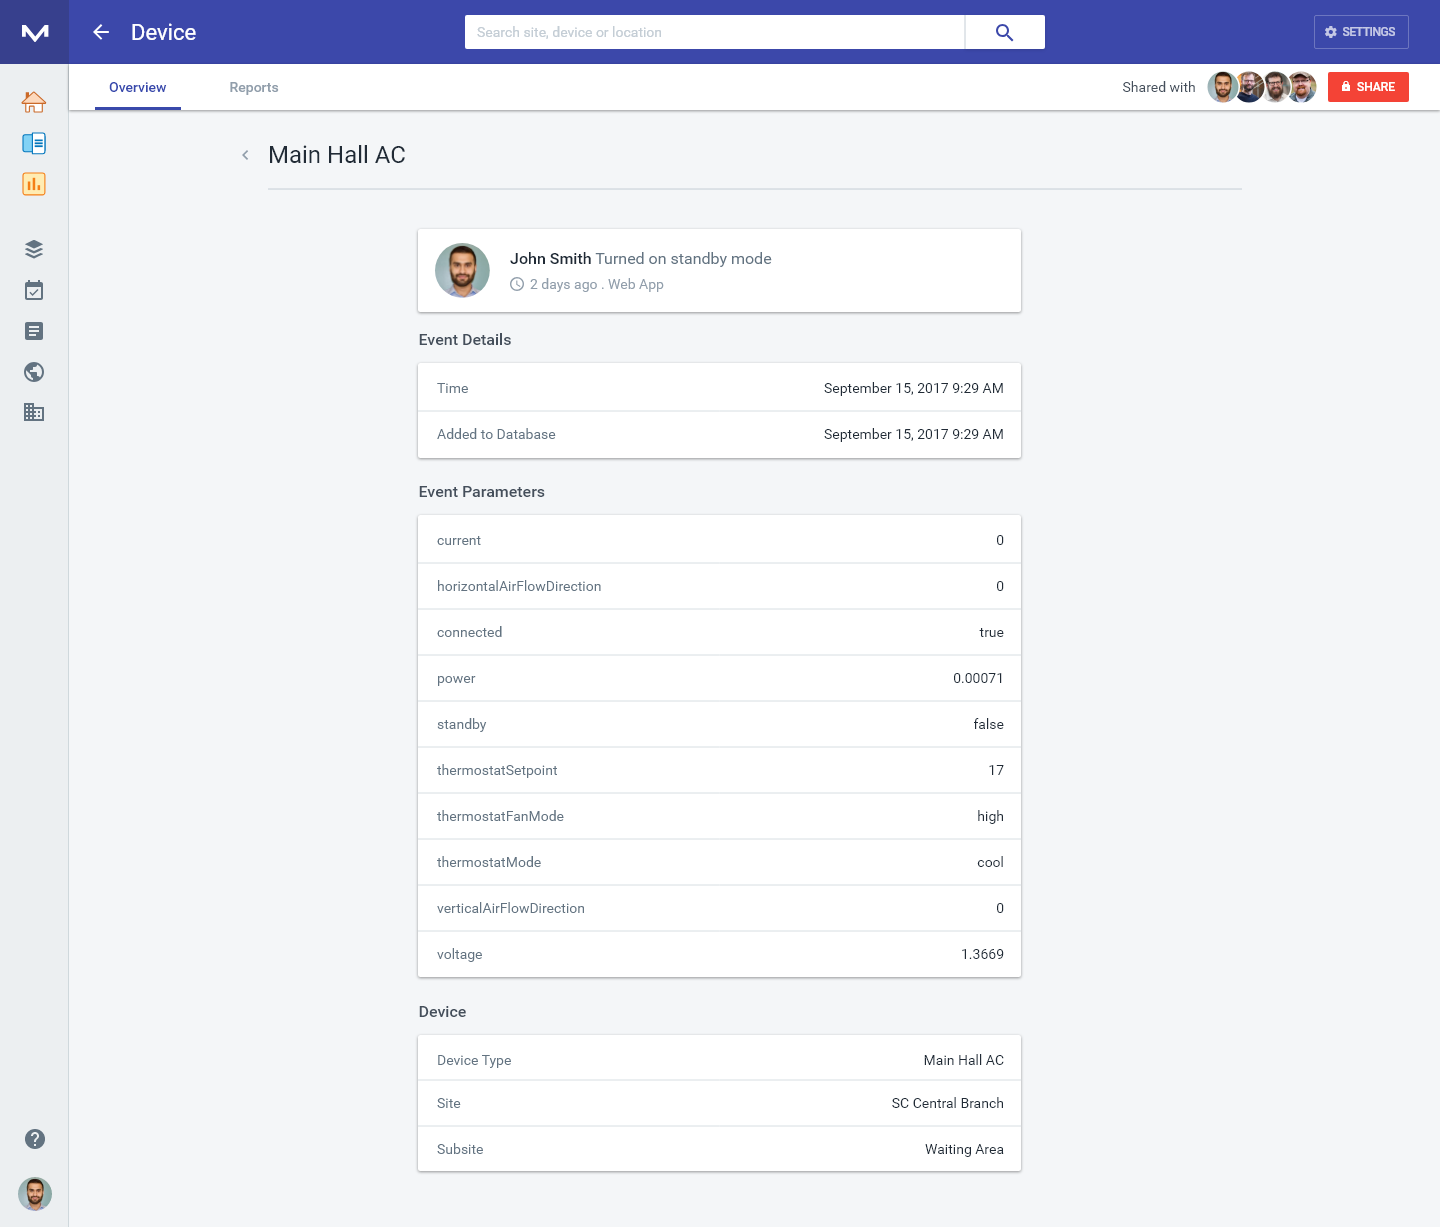 Device
Search site, device or location
SETTINGS
Overview
Reports
Shared with
SHARE
Main Hall AC
John Smith Turned on standby mode
2 days ago . Web App
Event Details
Time September 15, 2017 9:29 AM
Added to Database September 15, 2017 9:29 AM
Event Parameters
current 0
horizontalAirFlowDirection 0
connected true
power 0.00071
standby false
thermostatSetpoint 17
thermostatFanMode high
thermostatMode cool
verticalAirFlowDirection 0
voltage 1.3669
Device
Device Type Main Hall AC
Site SC Central Branch
Subsite Waiting Area